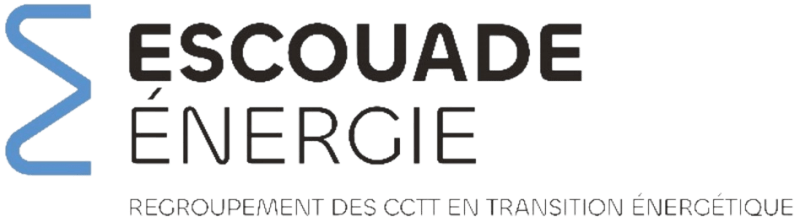 ESCOUADE
ÉNERGIE
REGROUPEMENT DES CCTT EN TRANSITION ÉNERGÉTIQUE